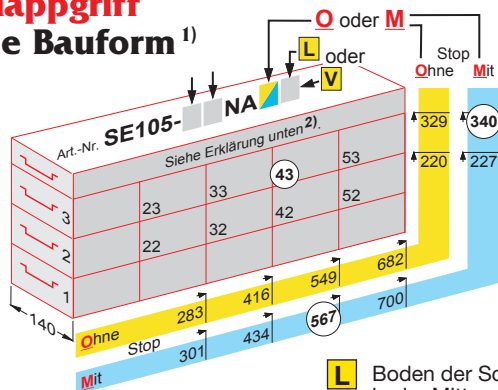 appgriff
e Bauform 1)
O oder M
L oder
V
Stop
Ohne Mit
Art.-Nr. SE105- NA
Siehe Erklärung unten 2).
329 340
220 227
43 53
33
23
42 52
32
22
3
2
1
140
Ohne 283 416 549 682
Stop
Mit 301 434 567 700
L Boden der Sc